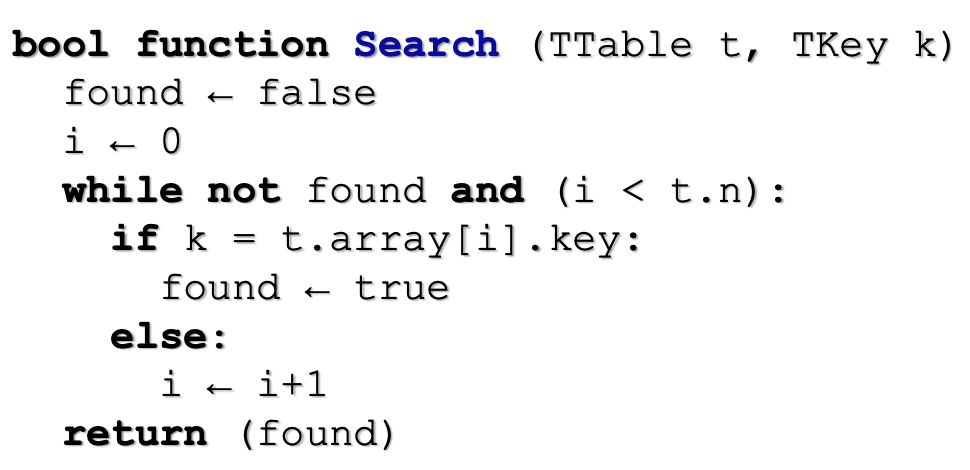 bool function Search (TTable t, TKey k)
found ← false
i ← 0
while not found and (i < t.n):
if k = t.array[i].key:
found ← true
else:
i ← i+1
return (found)